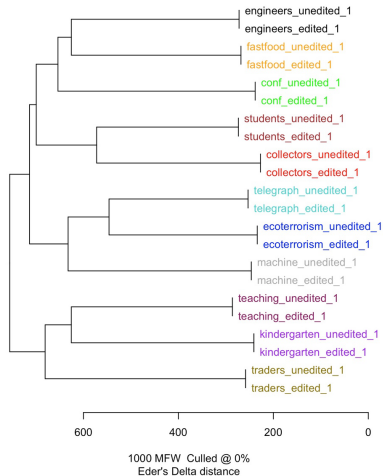 engineers_unedited_1
engineers_edited_1
fastfood_unedited_1
fastfood_edited_1
conf_unedited_1
conf_edited_1
students_unedited_1
students_edited_1
collectors_unedited_1
collectors_edited_1
telegraph_unedited_1
telegraph_edited_1
ecoterrorism_unedited_1
ecoterrorism_edited_1
machine_unedited_1
machine_edited_1
teaching_unedited_1
teaching_edited_1
kindergarten_unedited_1
kindergarten_edited_1
traders_unedited_1
traders_edited_1
600 400 200 0
1000 MFW Culled @ 0%
Eder's Delta distance